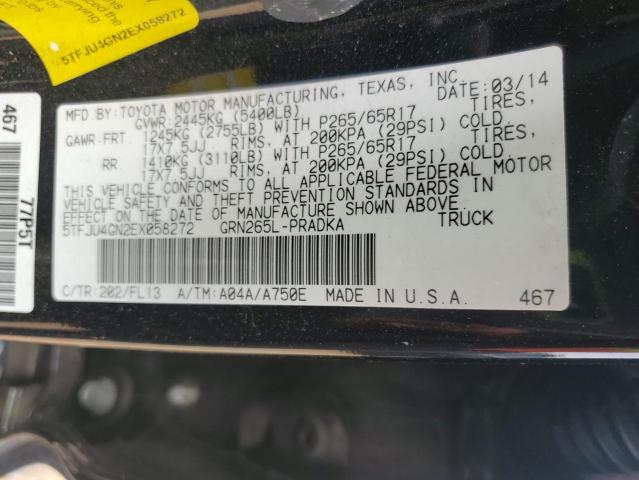 carrying
5TFJU4GN2EX058272
467
77P5T
MFD.BY:TOYOTA MOTOR MANUFACTURING, TEXAS, INC. DATE: 03/14
GVWR:2445KG (5400LB)
GAWR-FRT 1245KG (2755LB) WITH P265/65R17 TIRES,
17X7.5JJ RIMS, AT 200KPA (29PSI) COLD
RR 1410KG (3110LB) WITH P265/65R17 TIRES,
17X7.5JJ RIMS, AT 200KPA (29PSI) COLD
THIS VEHICLE CONFORMS TO ALL APPLICABLE FEDERAL MOTOR
VEHICLE SAFETY AND THEFT PREVENTION STANDARDS IN
EFFECT ON THE DATE OF MANUFACTURE SHOWN ABOVE.
5TFJU4GN2EX058272 GRN265L-PRADKA TRUCK
C/TR:202/FL13 A/TM:A04A/A750E MADE IN U.S.A. 467